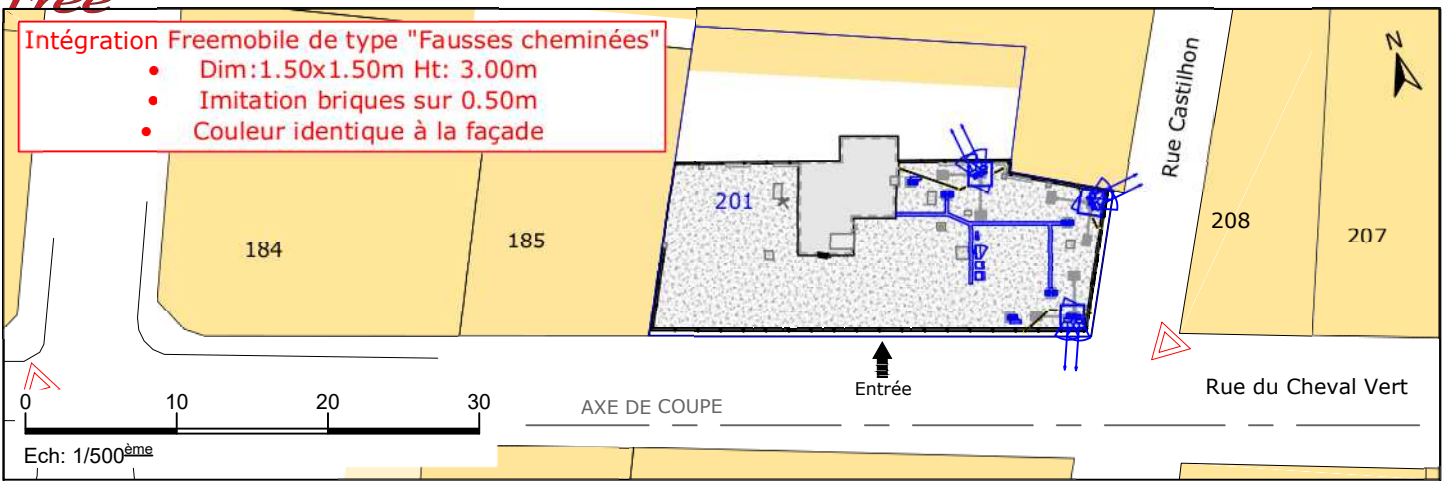 Free
Intégration Freemobile de type "Fausses cheminées"
• Dim:1.50x1.50m Ht: 3.00m
• Imitation briques sur 0.50m
• Couleur identique à la façade
N
Rue Castilhon
201
184
185
208
207
Entrée
Rue du Cheval Vert
AXE DE COUPE
0 10 20 30
Ech: 1/500ème